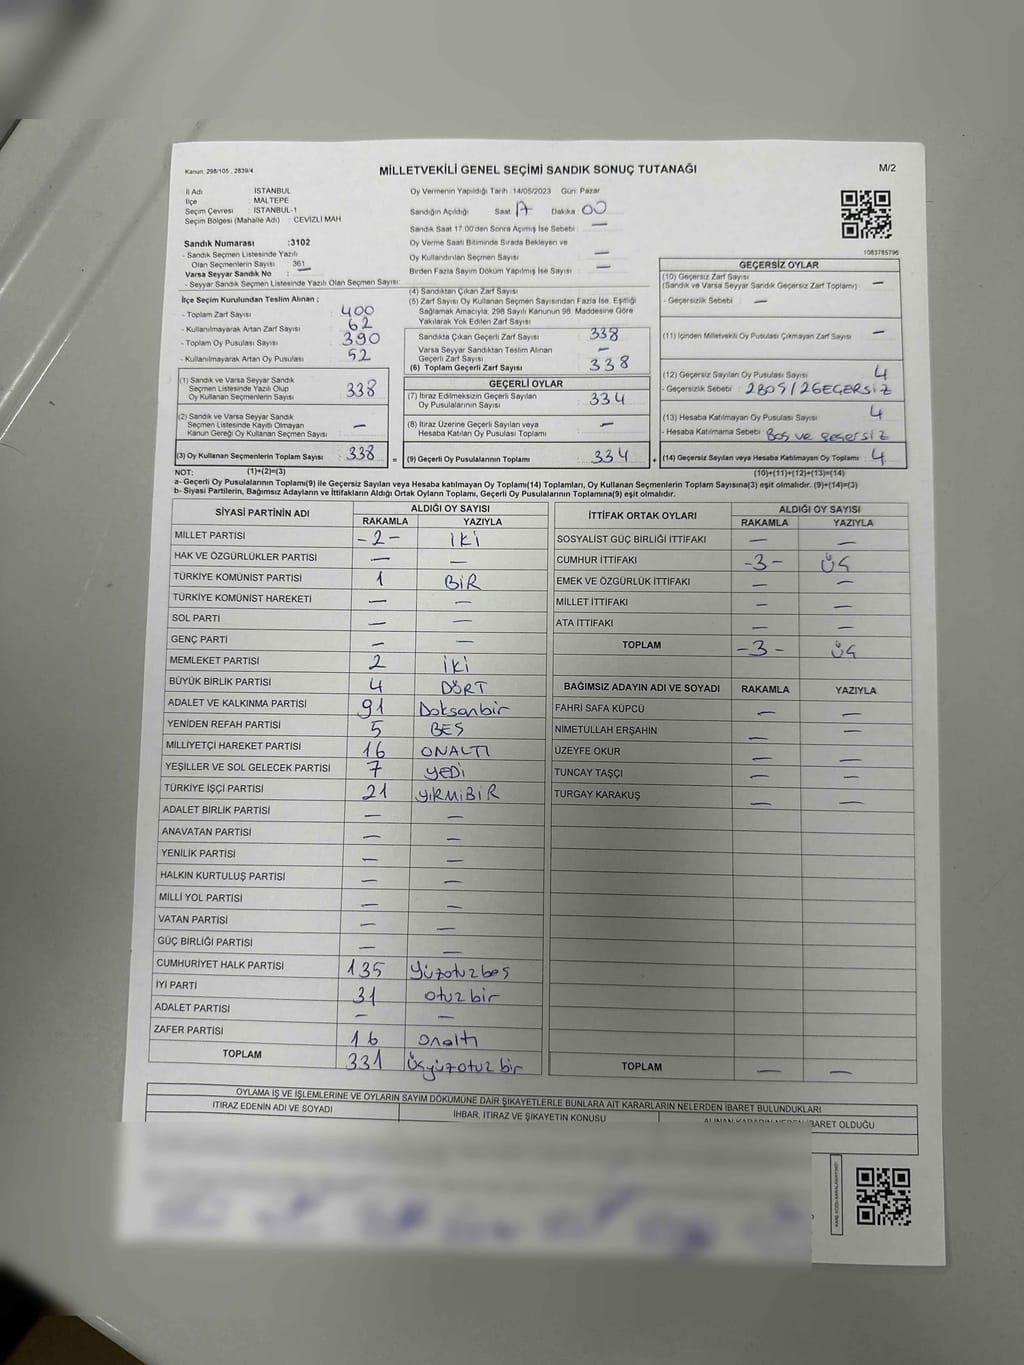 Kanun: 298/105 , 2839/4
MİLLETVEKİLİ GENEL SEÇİMİ SANDIK SONUÇ TUTANAĞI
M/2
İl Adı : İSTANBUL
İlçe : MALTEPE
Seçim Çevresi : İSTANBUL-1
Seçim Bölgesi (Mahalle Adı) : CEVİZLİ MAH
Sandık Numarası :3102
- Sandık Seçmen Listesinde Yazılı
Olan Seçmenlerin Sayısı : 361
Varsa Seyyar Sandık No : —
- Seyyar Sandık Seçmen Listesinde Yazılı Olan Seçmen Sayısı:
Oy Vermenin Yapıldığı Tarih :14/05/2023 Gün: Pazar
Sandığın Açıldığı Saat 17 Dakika 00
Sandık Saat 17.00'den Sonra Açılmış İse Sebebi : —
Oy Verme Saati Bitiminde Sırada Bekleyen ve
Oy Kullandırılan Seçmen Sayısı : —
Birden Fazla Sayım Döküm Yapılmış İse Sayısı : —
1083785796
İlçe Seçim Kurulundan Teslim Alınan ;
- Toplam Zarf Sayısı : 400
- Kullanılmayarak Artan Zarf Sayısı : 62
- Toplam Oy Pusulası Sayısı : 390
- Kullanılmayarak Artan Oy Pusulası : 52
(1) Sandık ve Varsa Seyyar Sandık
Seçmen Listesinde Yazılı Olup
Oy Kullanan Seçmenlerin Sayısı : 338
(2) Sandık ve Varsa Seyyar Sandık
Seçmen Listesinde Kayıtlı Olmayan
Kanun Gereği Oy Kullanan Seçmen Sayısı : —
(3) Oy Kullanan Seçmenlerin Toplam Sayısı : 338 =
(4) Sandıktan Çıkan Zarf Sayısı :
(5) Zarf Sayısı Oy Kullanan Seçmen Sayısından Fazla İse, Eşitliği
Sağlamak Amacıyla; 298 Sayılı Kanunun 98. Maddesine Göre
Yakılarak Yok Edilen Zarf Sayısı :
Sandıkta Çıkan Geçerli Zarf Sayısı : 338
Varsa Seyyar Sandıktan Teslim Alınan
Geçerli Zarf Sayısı : —
(6) Toplam Geçerli Zarf Sayısı : 338
GEÇERLİ OYLAR
(7) İtiraz Edilmeksizin Geçerli Sayılan
Oy Pusulalarının Sayısı : 334
(8) İtiraz Üzerine Geçerli Sayılan veya
Hesaba Katılan Oy Pusulası Toplamı : —
(9) Geçerli Oy Pusulalarının Toplamı : 334 +
GEÇERSİZ OYLAR
(10) Geçersiz Zarf Sayısı
(Sandık ve Varsa Seyyar Sandık Geçersiz Zarf Toplamı) : —
- Geçersizlik Sebebi : —
(11) İçinden Milletvekili Oy Pusulası Çıkmayan Zarf Sayısı : —
(12) Geçersiz Sayılan Oy Pusulası Sayısı : 4
- Geçersizlik Sebebi : 2BOŞ/2GEÇERSİZ
(13) Hesaba Katılmayan Oy Pusulası Sayısı : 4
- Hesaba Katılmama Sebebi : Boş ve geçersiz
(14) Geçersiz Sayılan veya Hesaba Katılmayan Oy Toplamı : 4
NOT: (1)+(2)=(3) (10)+(11)+(12)+(13)=(14)
a- Geçerli Oy Pusulalarının Toplamı(9) ile Geçersiz Sayılan veya Hesaba katılmayan Oy Toplamı(14) Toplamları, Oy Kullanan Seçmenlerin Toplam Sayısına(3) eşit olmalıdır. (9)+(14)=(3)
b- Siyasi Partilerin, Bağımsız Adayların ve İttifakların Aldığı Ortak Oyların Toplamı, Geçerli Oy Pusulalarının Toplamına(9) eşit olmalıdır.
SİYASİ PARTİNİN ADI ALDIĞI OY SAYISI
RAKAMLA YAZIYLA
MİLLET PARTİSİ -2- İKİ
HAK VE ÖZGÜRLÜKLER PARTİSİ — —
TÜRKİYE KOMÜNİST PARTİSİ 1 BİR
TÜRKİYE KOMÜNİST HAREKETİ — —
SOL PARTİ — —
GENÇ PARTİ — —
MEMLEKET PARTİSİ 2 İKİ
BÜYÜK BİRLİK PARTİSİ 4 DÖRT
ADALET VE KALKINMA PARTİSİ 91 Doksanbir
YENİDEN REFAH PARTİSİ 5 BEŞ
MİLLİYETÇİ HAREKET PARTİSİ 16 ONALTI
YEŞİLLER VE SOL GELECEK PARTİSİ 7 YEDİ
TÜRKİYE İŞÇİ PARTİSİ 21 YİRMİBİR
ADALET BİRLİK PARTİSİ — —
ANAVATAN PARTİSİ — —
YENİLİK PARTİSİ — —
HALKIN KURTULUŞ PARTİSİ — —
MİLLİ YOL PARTİSİ — —
VATAN PARTİSİ — —
GÜÇ BİRLİĞİ PARTİSİ — —
CUMHURİYET HALK PARTİSİ 135 Yüzotuzbeş
İYİ PARTİ 31 otuz bir
ADALET PARTİSİ — —
ZAFER PARTİSİ 16 onaltı
TOPLAM 331 Üçyüzotuz bir
İTTİFAK ORTAK OYLARI ALDIĞI OY SAYISI
RAKAMLA YAZIYLA
SOSYALİST GÜÇ BİRLİĞİ İTTİFAKI — —
CUMHUR İTTİFAKI -3- ÜÇ
EMEK VE ÖZGÜRLÜK İTTİFAKI — —
MİLLET İTTİFAKI — —
ATA İTTİFAKI — —
TOPLAM -3- ÜÇ
BAĞIMSIZ ADAYIN ADI VE SOYADI RAKAMLA YAZIYLA
FAHRİ SAFA KÜPCÜ — —
NİMETULLAH ERŞAHİN — —
ÜZEYFE OKUR — —
TUNCAY TAŞÇI — —
TURGAY KARAKUŞ — —
TOPLAM — —
OYLAMA İŞ VE İŞLEMLERİNE VE OYLARIN SAYIM DÖKÜMÜNE DAİR ŞİKAYETLERLE BUNLARA AİT KARARLARIN NELERDEN İBARET BULUNDUKLARI
İTİRAZ EDENİN ADI VE SOYADI İHBAR, İTİRAZ VE ŞİKAYETİN KONUSU ALINAN KARARIN NEDEN İBARET OLDUĞU